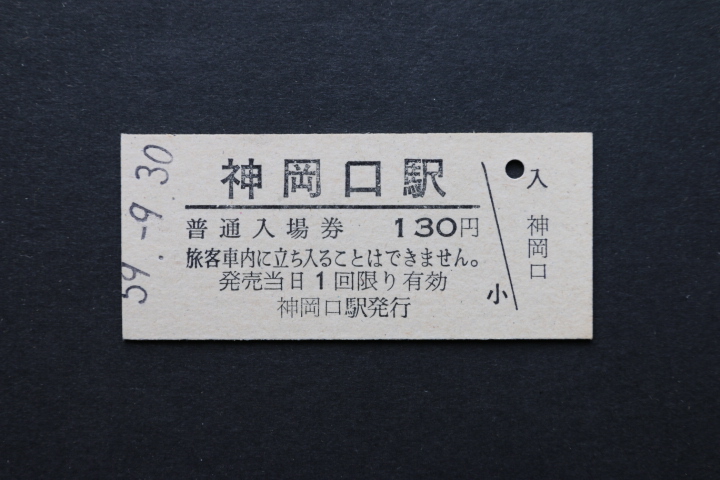 59.-9.30
神岡口駅
普通入場券 130円
旅客車内に立ち入ることはできません。
発売当日1回限り有効
神岡口駅発行
小
入
神岡口